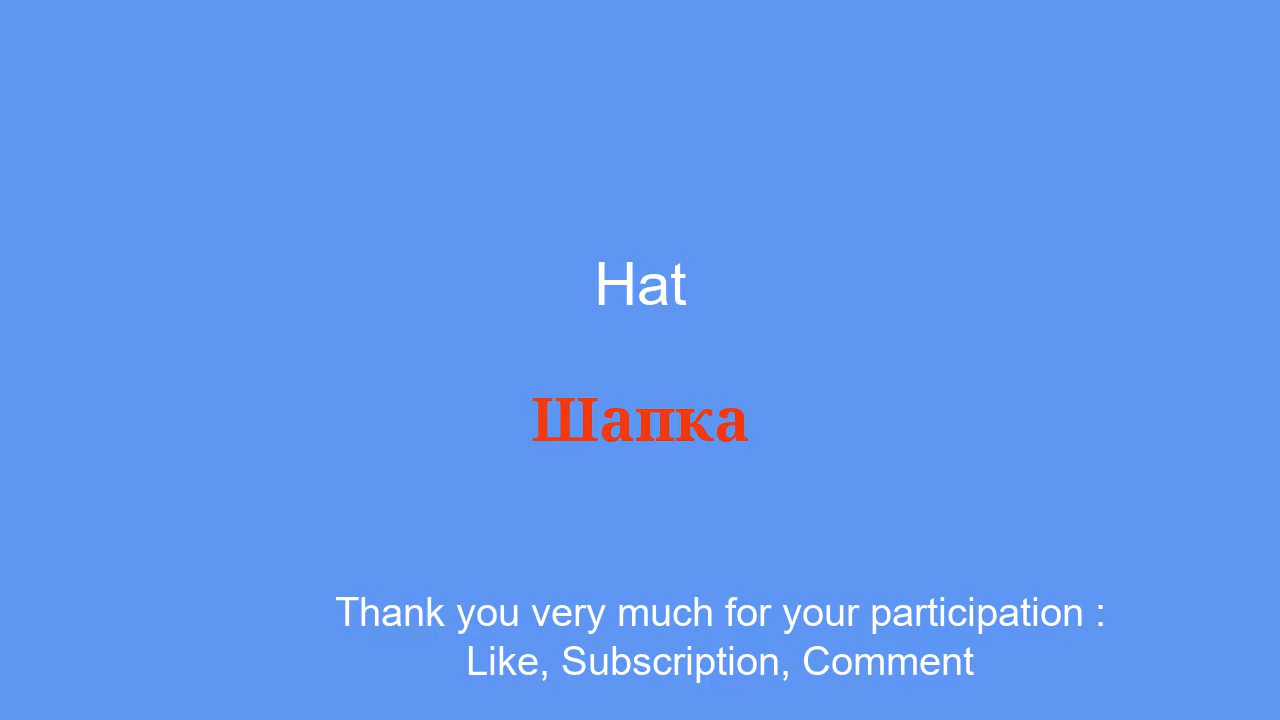 Hat
Шапка
Thank you very much for your participation :
Like, Subscription, Comment